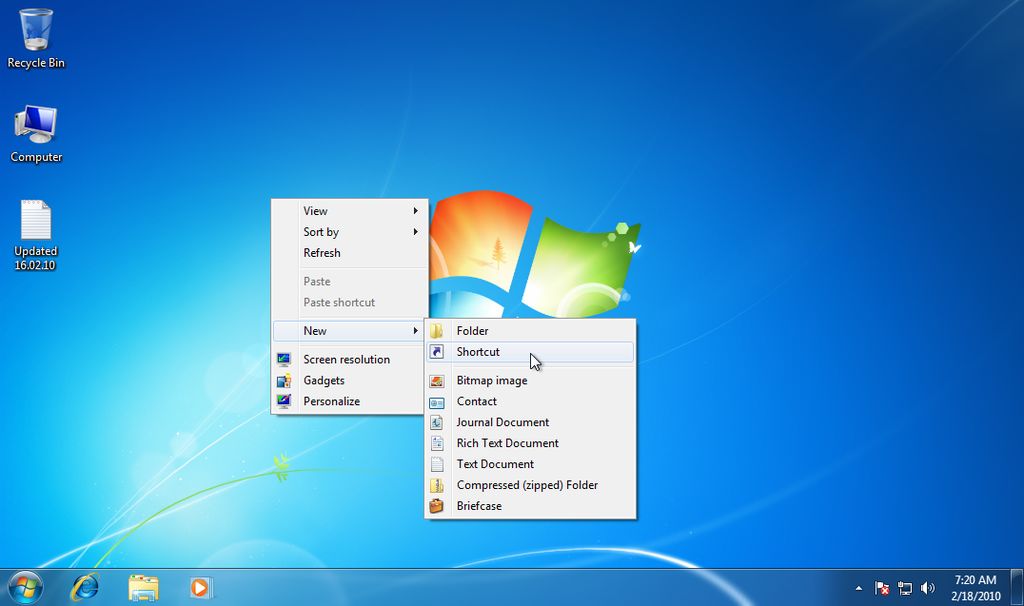 Recycle Bin
Computer
Updated
16.02.10
View
Sort by
Refresh
Paste
Paste shortcut
New
Screen resolution
Gadgets
Personalize
Folder
Shortcut
Bitmap image
Contact
Journal Document
Rich Text Document
Text Document
Compressed (zipped) Folder
Briefcase
7:20 AM
2/18/2010